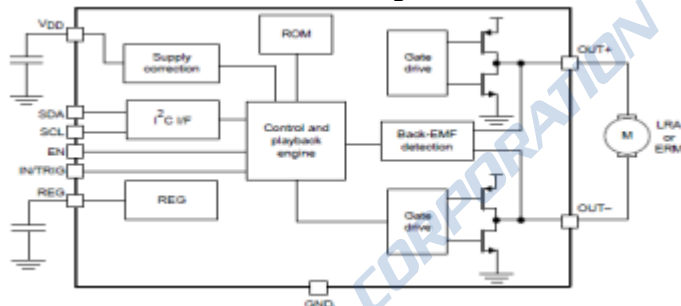 VDD
ROM
Supply
correction
Gate
drive
OUT+
SDA
SCL
I2C I/F
EN
IN/TRIG
Control and
playback
engine
Back-EMF
detection
M
LRA
or
ERM
REG
REG
Gate
drive
OUT–
GND
CORPORATION